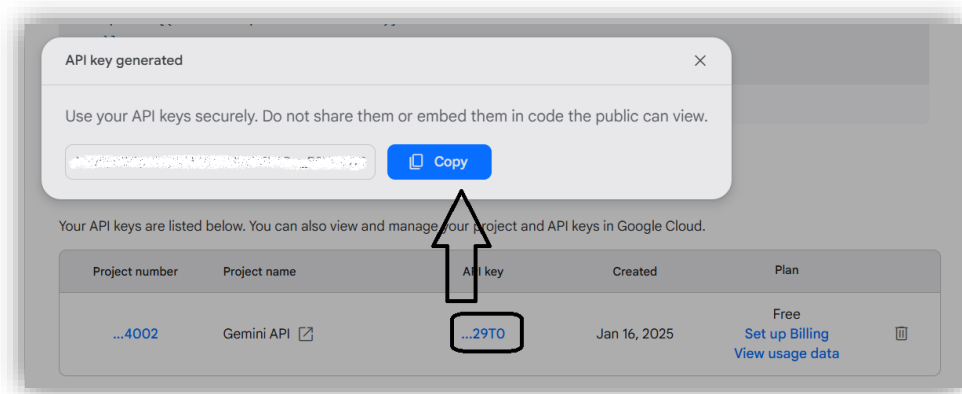 API key generated
Use your API keys securely. Do not share them or embed them in code the public can view.
Copy
Your API keys are listed below. You can also view and manage your project and API keys in Google Cloud.
Project number Project name API key Created Plan
...4002 Gemini API ...29T0 Jan 16, 2025 Free
Set up Billing
View usage data